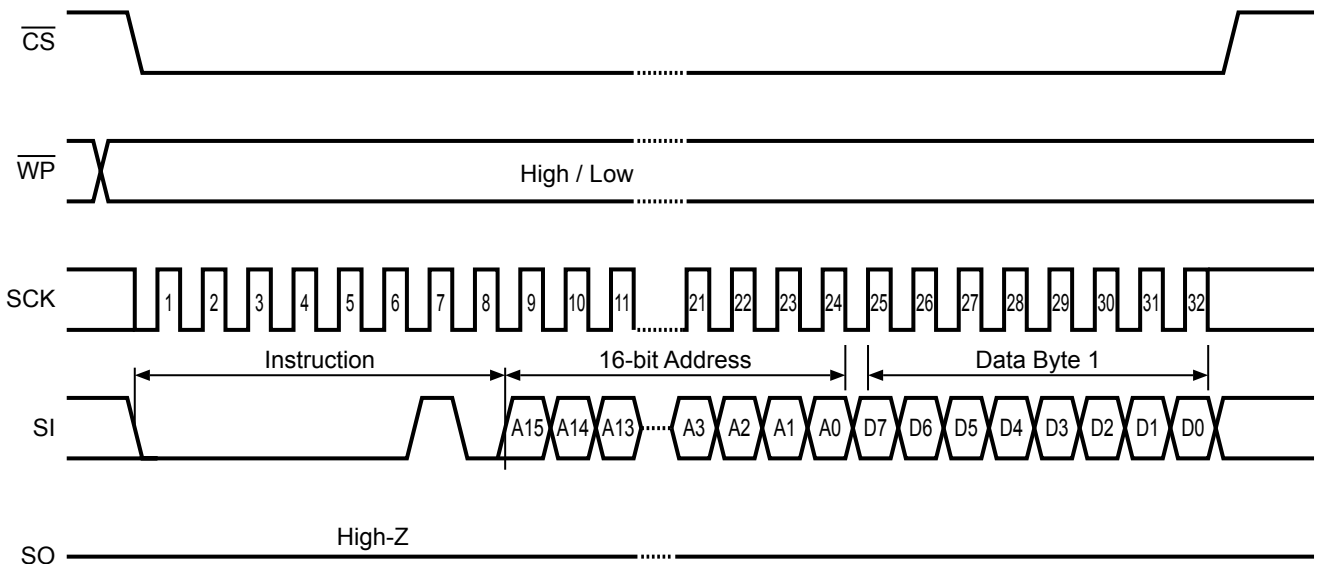 CS
WP
High / Low
SCK
1 2 3 4 5 6 7 8 9 10 11 21 22 23 24 25 26 27 28 29 30 31 32
Instruction 16-bit Address Data Byte 1
SI
A15 A14 A13 A3 A2 A1 A0 D7 D6 D5 D4 D3 D2 D1 D0
High-Z
SO